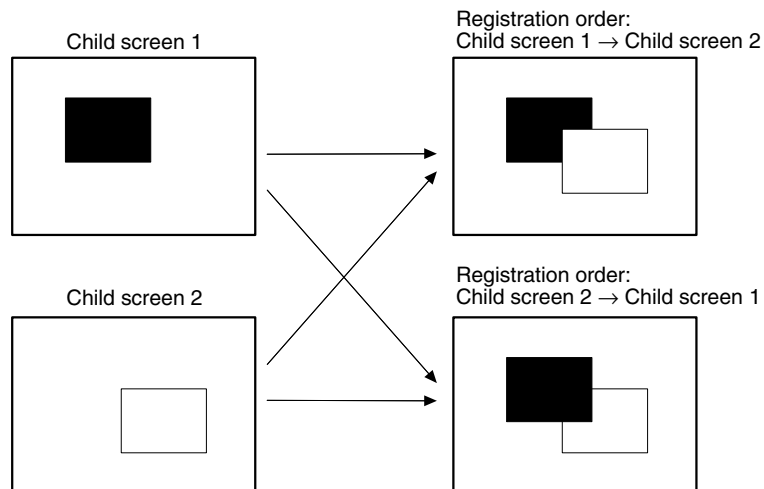 Child screen 1
Registration order:
Child screen 1 → Child screen 2
Child screen 2
Registration order:
Child screen 2 → Child screen 1